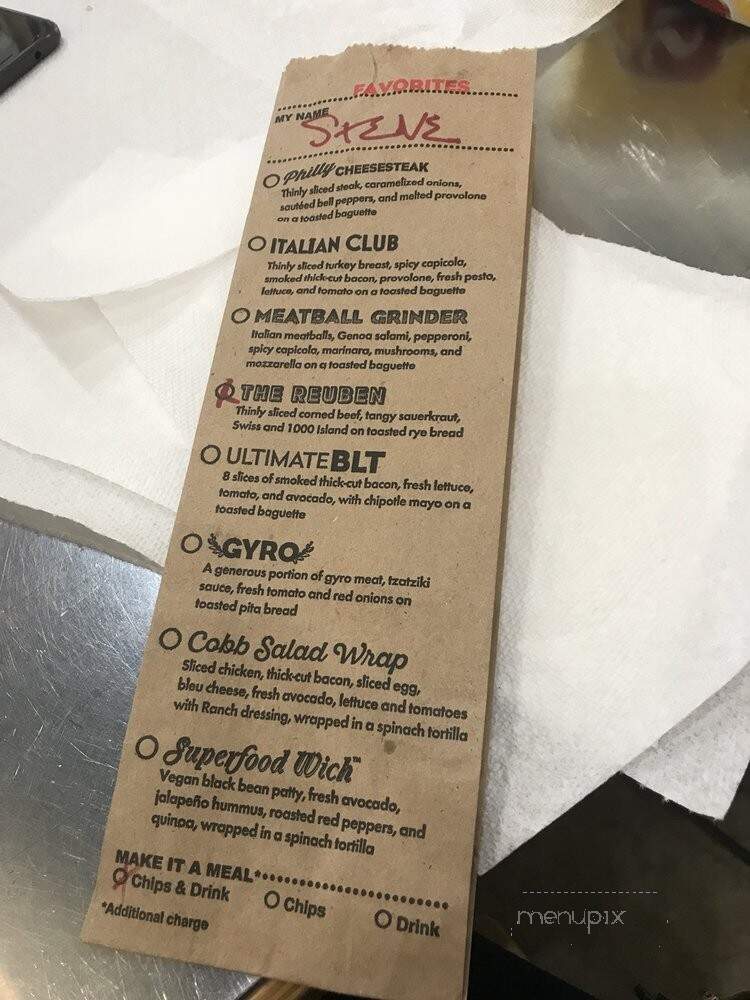 FAVORITES
MY NAME
STEVE
Philly CHEESESTEAK
Thinly sliced steak, caramelized onions,
sautéed bell peppers, and melted provolone
on a toasted baguette
ITALIAN CLUB
Thinly sliced turkey breast, spicy capicola,
smoked thick-cut bacon, provolone, fresh pesto,
lettuce, and tomato on a toasted baguette
MEATBALL GRINDER
Italian meatballs, Genoa salami, pepperoni,
spicy capicola, marinara, mushrooms, and
mozzarella on a toasted baguette
THE REUBEN
Thinly sliced corned beef, tangy sauerkraut,
Swiss and 1000 Island on toasted rye bread
ULTIMATE BLT
8 slices of smoked thick-cut bacon, fresh lettuce,
tomato, and avocado, with chipotle mayo on a
toasted baguette
GYRO
A generous portion of gyro meat, tzatziki
sauce, fresh tomato and red onions on
toasted pita bread
Cobb Salad Wrap
Sliced chicken, thick-cut bacon, sliced egg,
bleu cheese, fresh avocado, lettuce and tomatoes
with Ranch dressing, wrapped in a spinach tortilla
Superfood Wich™
Vegan black bean patty, fresh avocado,
jalapeño hummus, roasted red peppers, and
quinoa, wrapped in a spinach tortilla
MAKE IT A MEAL*
Chips & Drink Chips Drink
*Additional charge
menupix